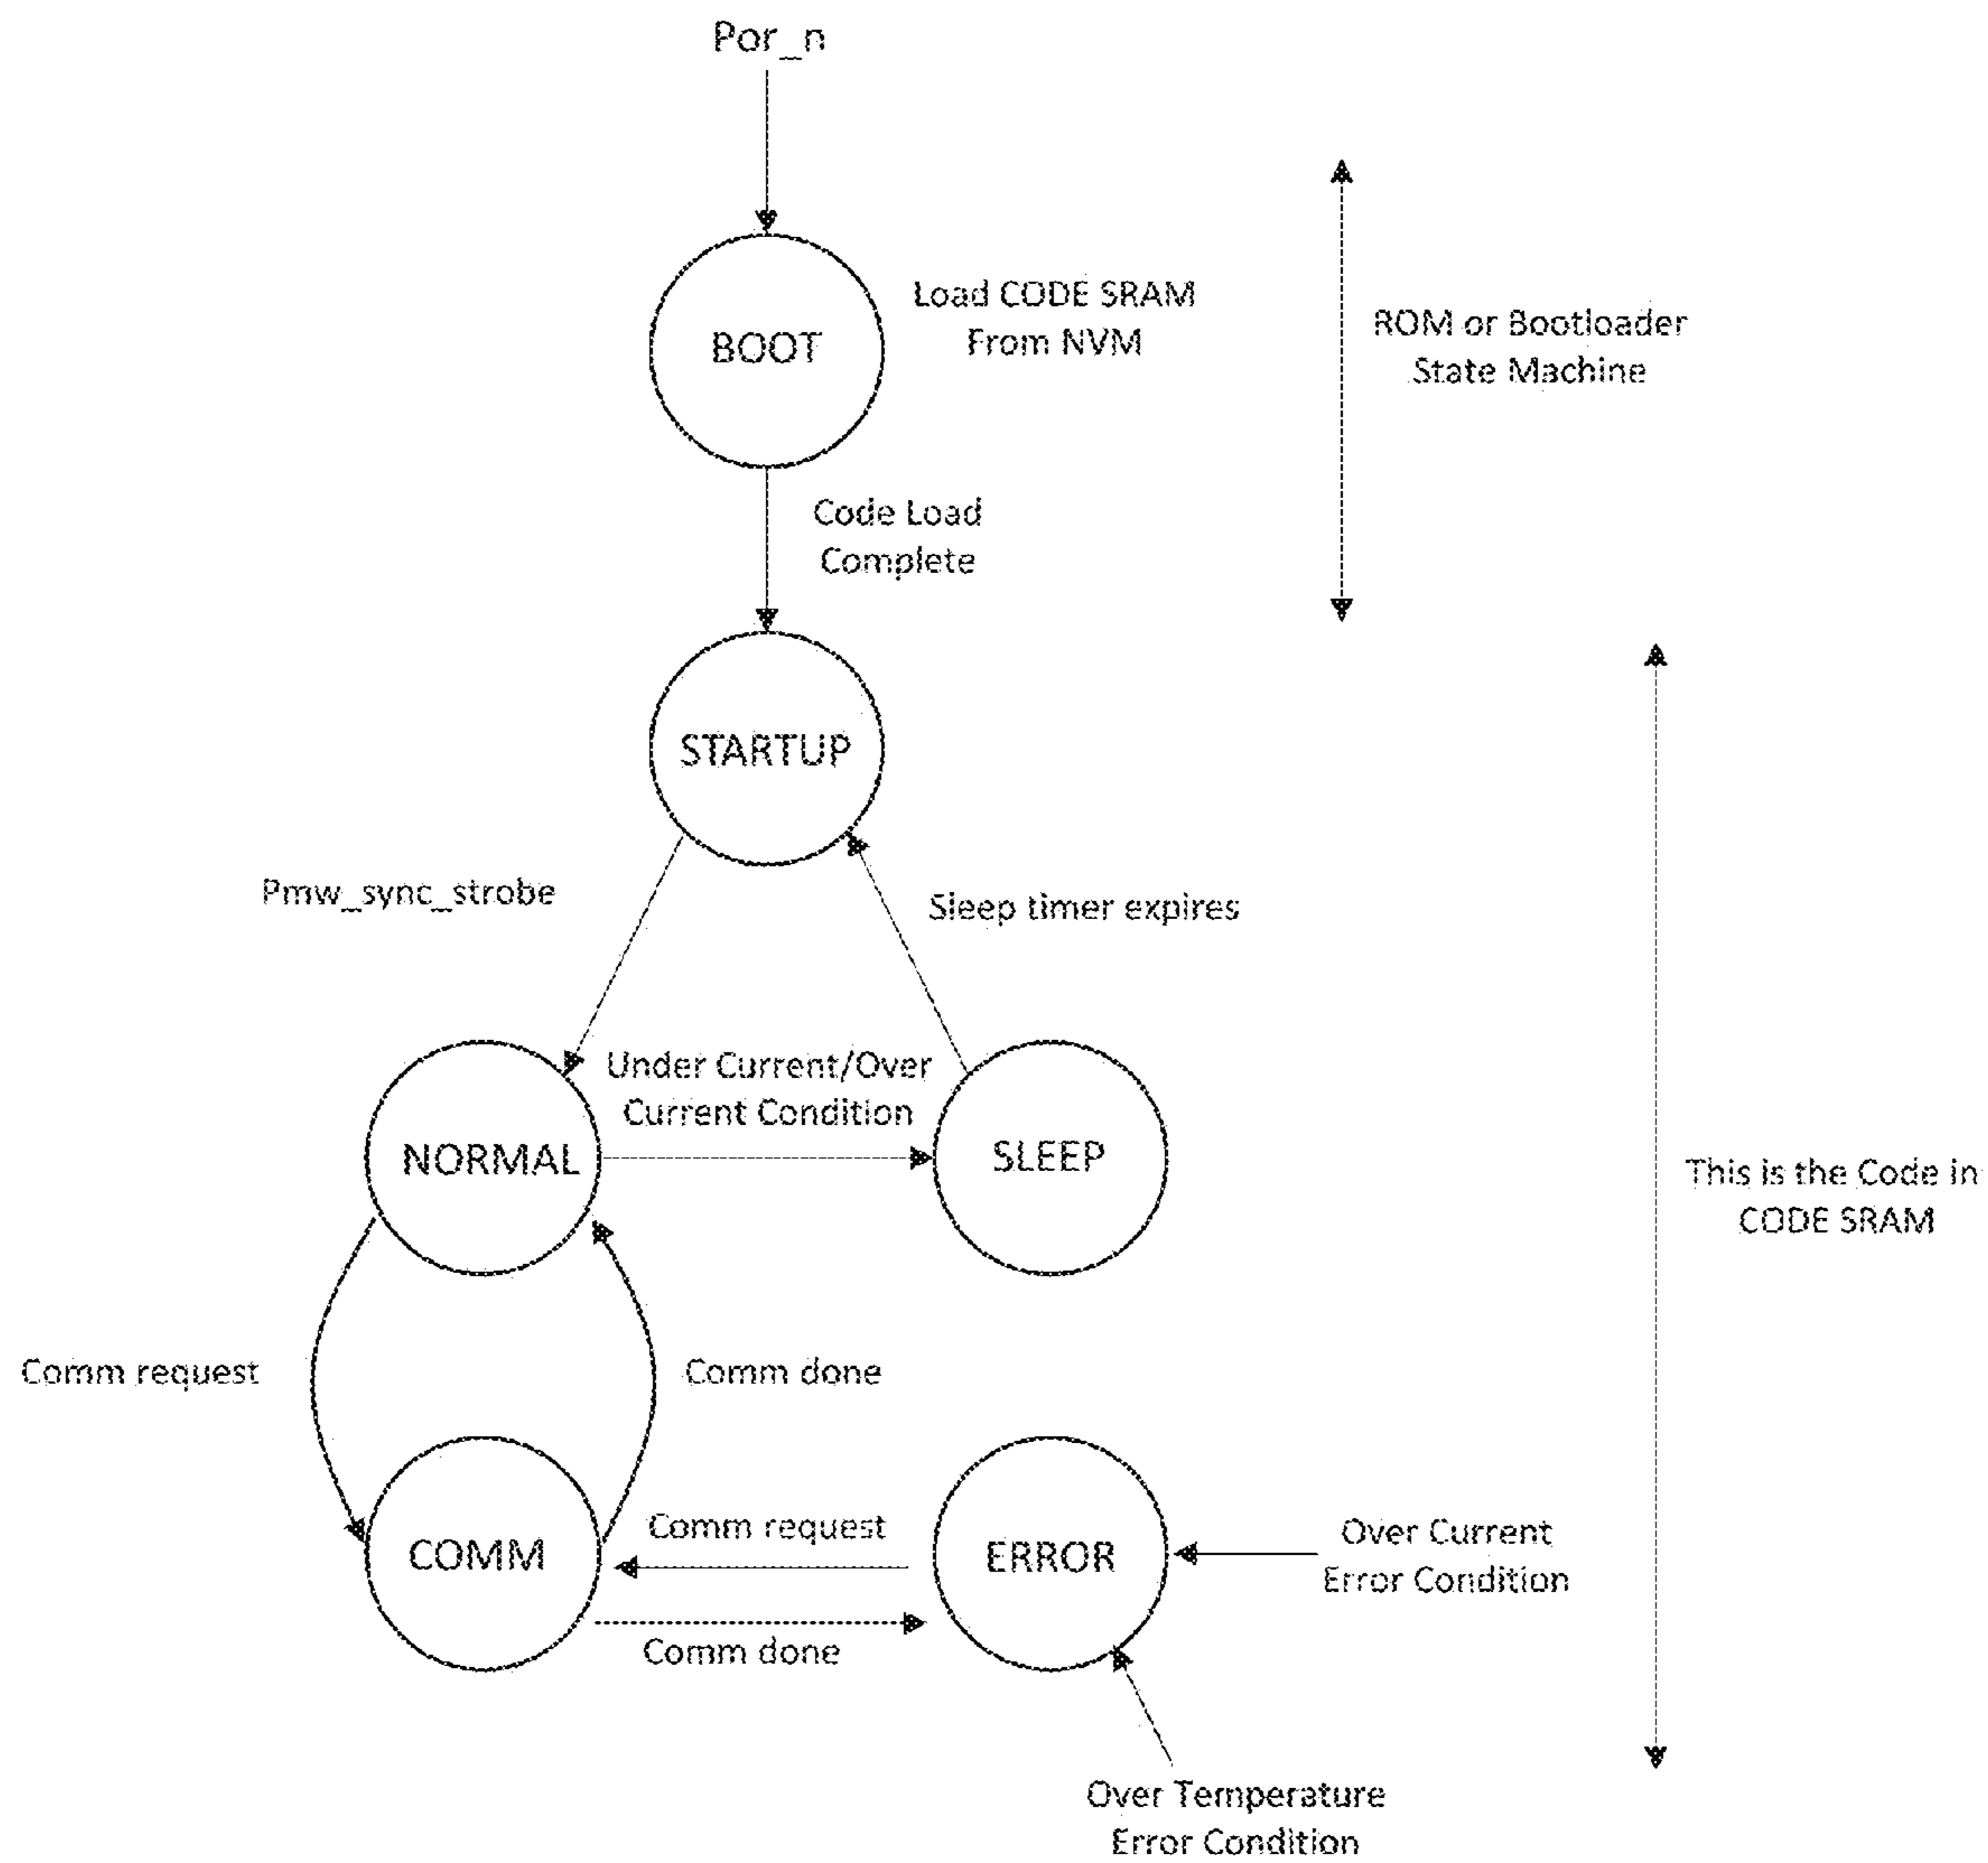 Por_n
BOOT
Load CODE SRAM
From NVM
ROM or Bootloader
State Machine
Code Load
Complete
STARTUP
Pmw_sync_strobe
Sleep timer expires
Under Current/Over
Current Condition
NORMAL
SLEEP
This is the Code in
CODE SRAM
Comm request
Comm done
COMM
Comm request
Comm done
ERROR
Over Current
Error Condition
Over Temperature
Error Condition